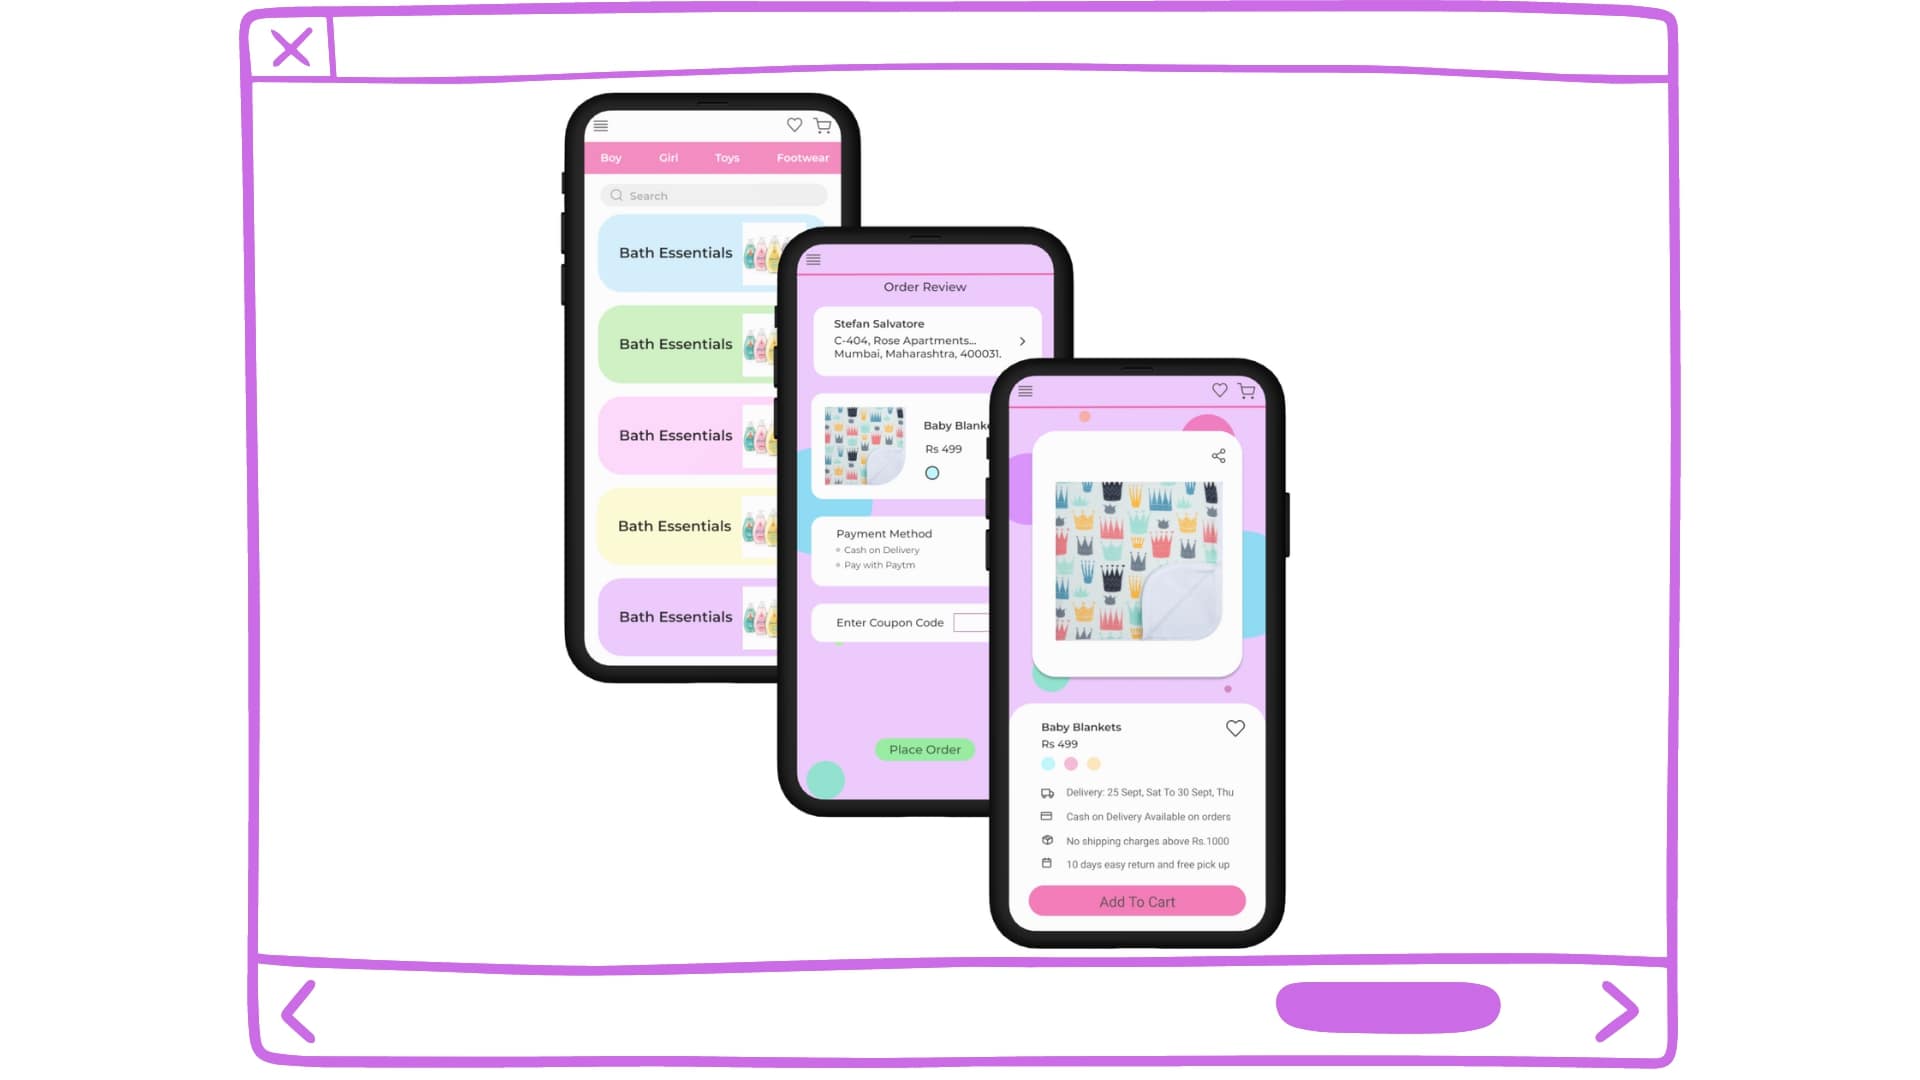 Boy Girl Toys Footwear
Search
Bath Essentials
Bath Essentials
Bath Essentials
Bath Essentials
Bath Essentials
Order Review
Stefan Salvatore
C-404, Rose Apartments...
Mumbai, Maharashtra, 400031.
Baby Blanke
Rs 499
Payment Method
Cash on Delivery
Pay with Paytm
Enter Coupon Code
Place Order
Baby Blankets
Rs 499
Delivery: 25 Sept, Sat To 30 Sept, Thu
Cash on Delivery Available on orders
No shipping charges above Rs.1000
10 days easy return and free pick up
Add To Cart